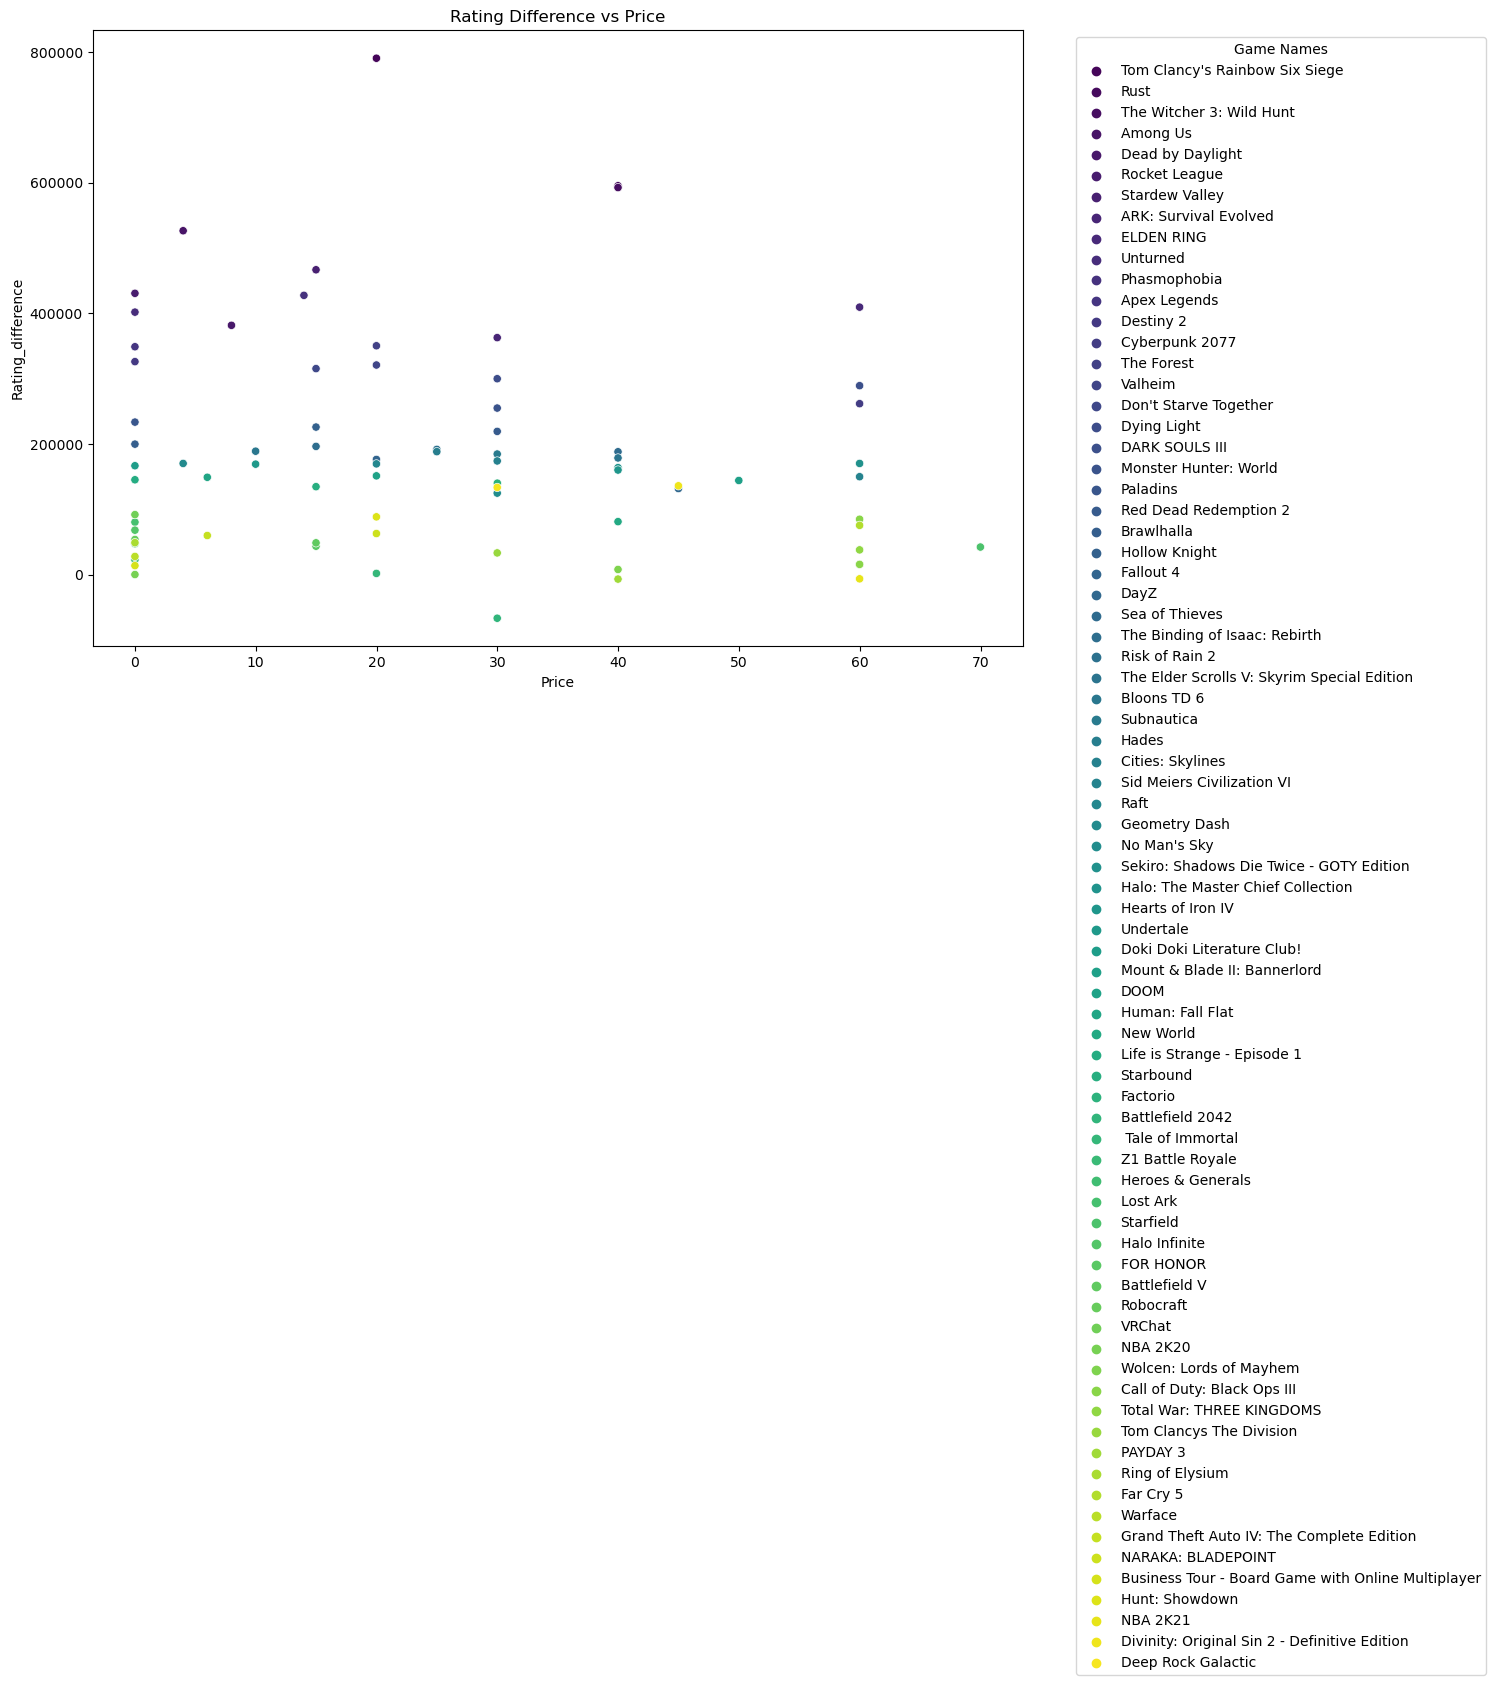 Rating Difference vs Price
Rating_difference
800000
600000
400000
200000
0
0
10
20
30
40
50
60
70
Price
Game Names
Tom Clancy's Rainbow Six Siege
Rust
The Witcher 3: Wild Hunt
Among Us
Dead by Daylight
Rocket League
Stardew Valley
ARK: Survival Evolved
ELDEN RING
Unturned
Phasmophobia
Apex Legends
Destiny 2
Cyberpunk 2077
The Forest
Valheim
Don't Starve Together
Dying Light
DARK SOULS III
Monster Hunter: World
Paladins
Red Dead Redemption 2
Brawlhalla
Hollow Knight
Fallout 4
DayZ
Sea of Thieves
The Binding of Isaac: Rebirth
Risk of Rain 2
The Elder Scrolls V: Skyrim Special Edition
Bloons TD 6
Subnautica
Hades
Cities: Skylines
Sid Meiers Civilization VI
Raft
Geometry Dash
No Man's Sky
Sekiro: Shadows Die Twice - GOTY Edition
Halo: The Master Chief Collection
Hearts of Iron IV
Undertale
Doki Doki Literature Club!
Mount & Blade II: Bannerlord
DOOM
Human: Fall Flat
New World
Life is Strange - Episode 1
Starbound
Factorio
Battlefield 2042
Tale of Immortal
Z1 Battle Royale
Heroes & Generals
Lost Ark
Starfield
Halo Infinite
FOR HONOR
Battlefield V
Robocraft
VRChat
NBA 2K20
Wolcen: Lords of Mayhem
Call of Duty: Black Ops III
Total War: THREE KINGDOMS
Tom Clancys The Division
PAYDAY 3
Ring of Elysium
Far Cry 5
Warface
Grand Theft Auto IV: The Complete Edition
NARAKA: BLADEPOINT
Business Tour - Board Game with Online Multiplayer
Hunt: Showdown
NBA 2K21
Divinity: Original Sin 2 - Definitive Edition
Deep Rock Galactic